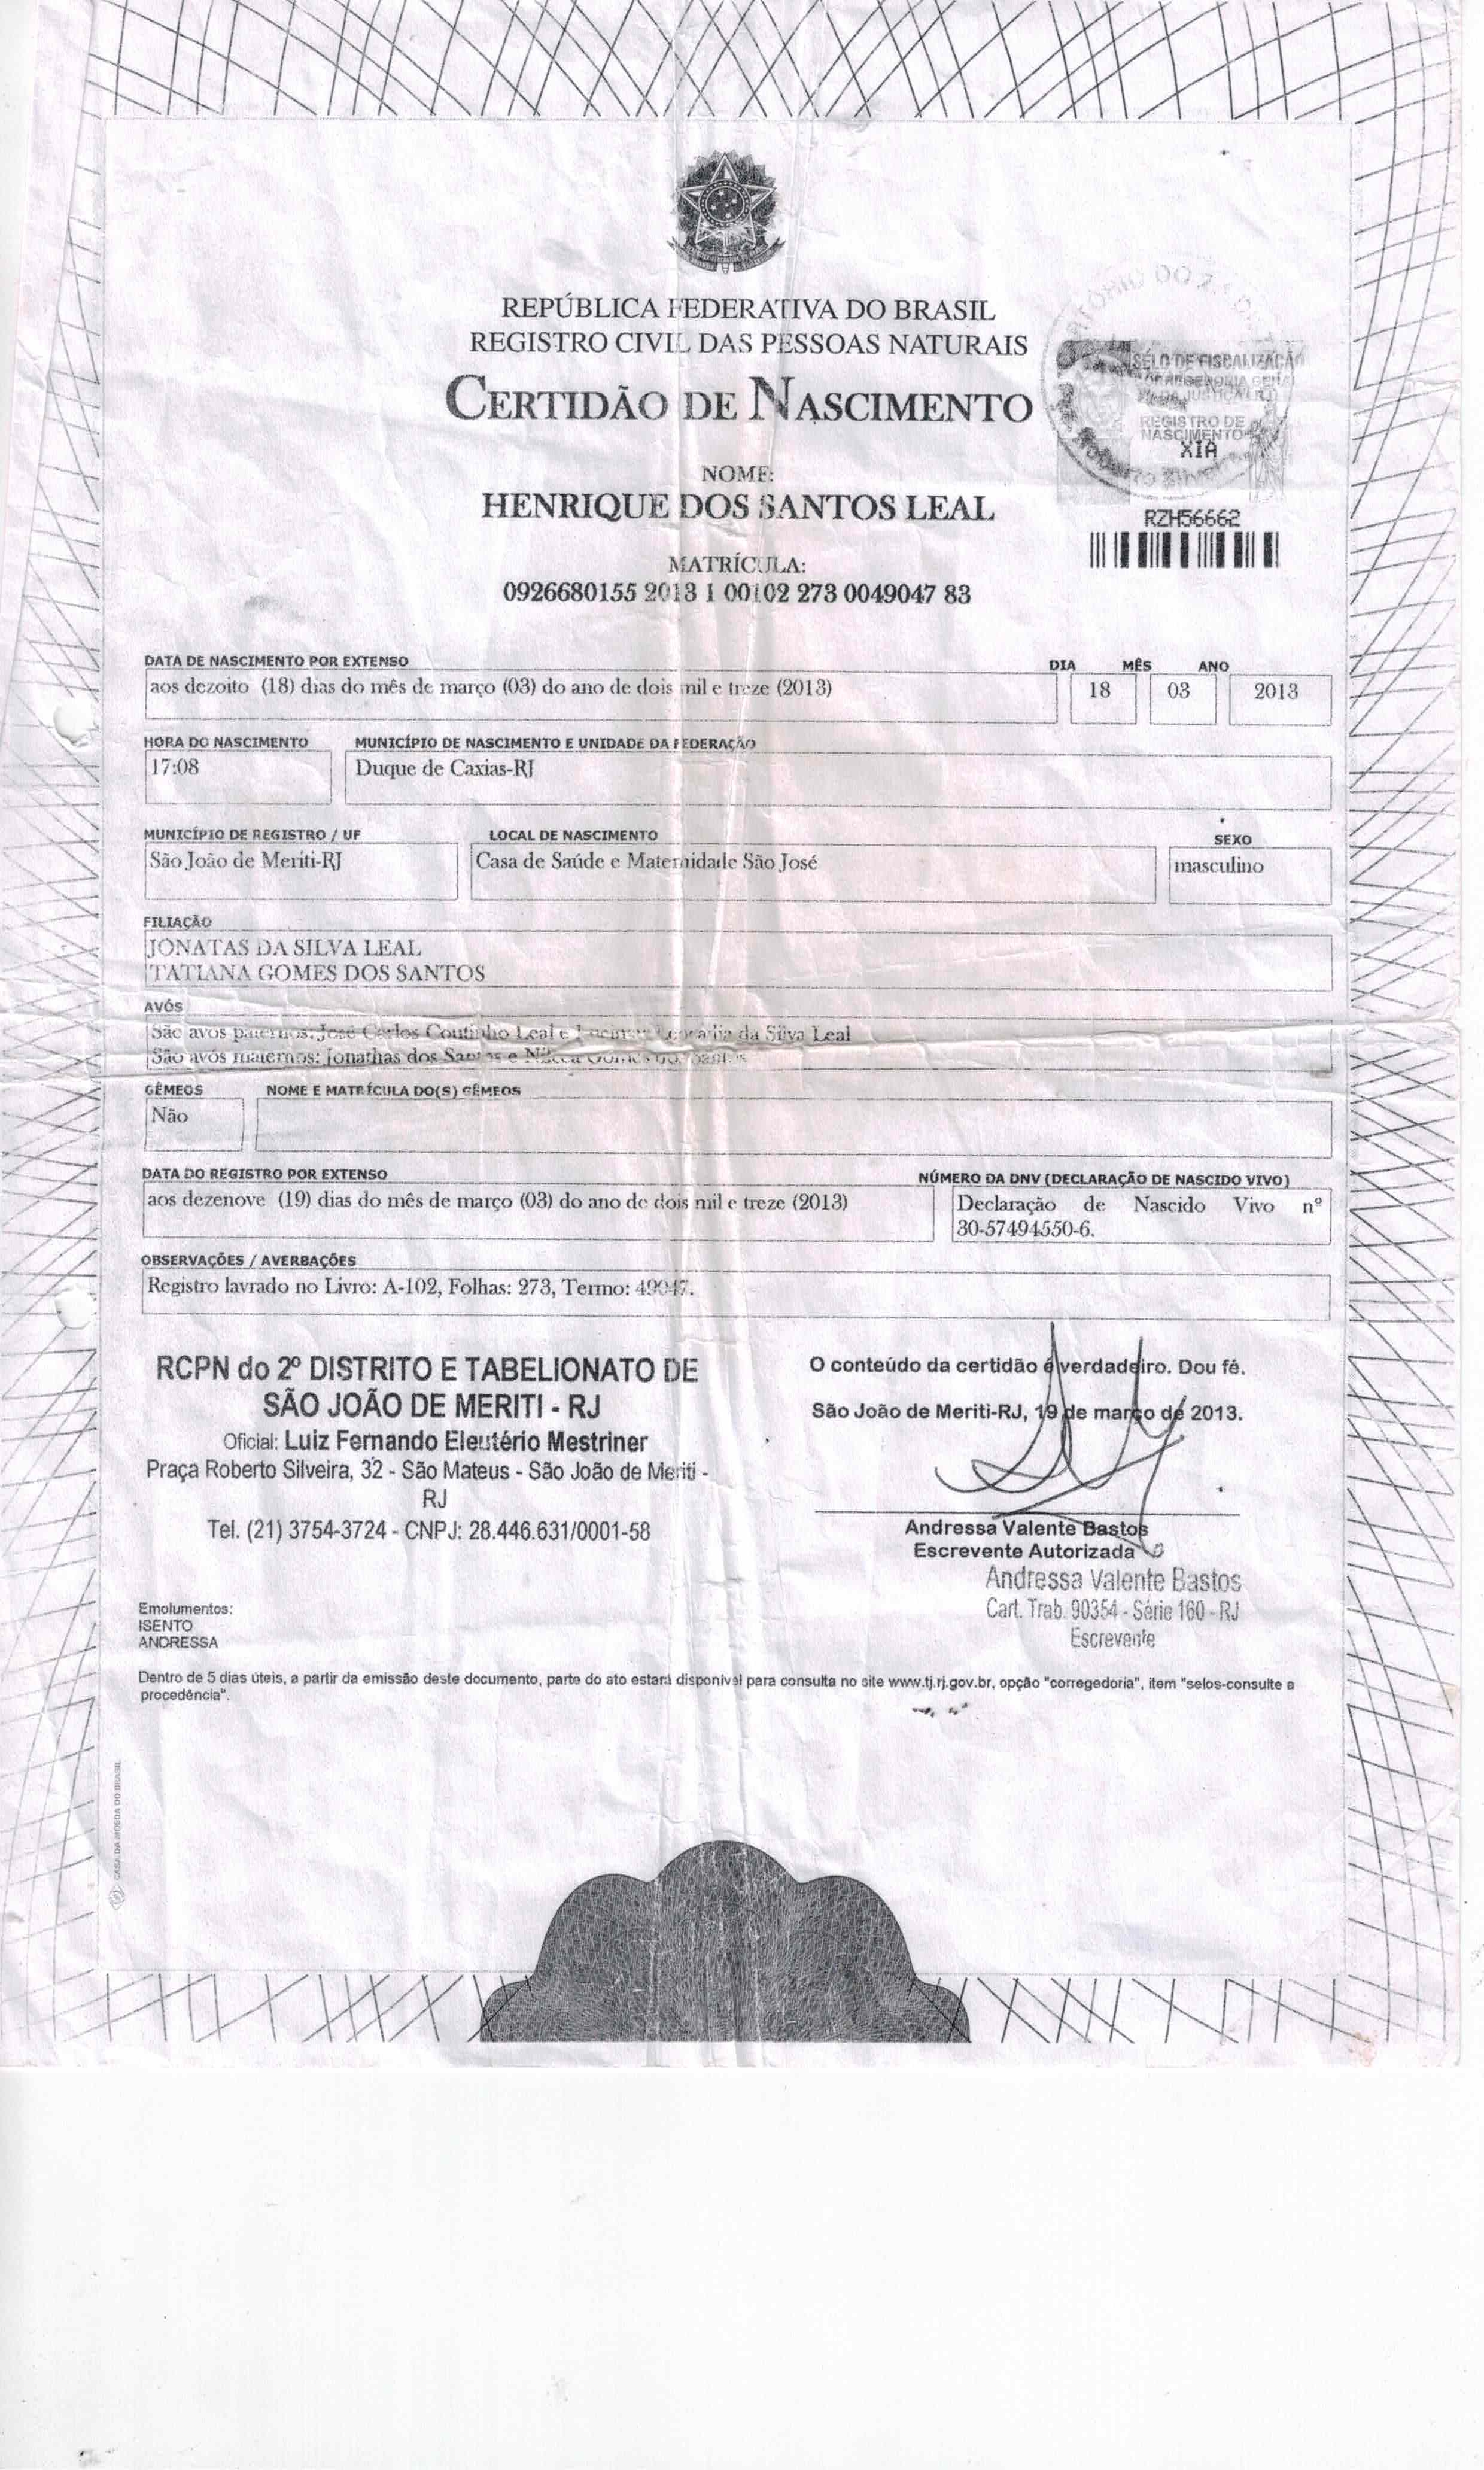 REPÚBLICA FEDERATIVA DO BRASIL
REGISTRO CIVIL DAS PESSOAS NATURAIS
CERTIDÃO DE NASCIMENTO
SELO DE FISCALIZAÇÃO
CORREGEDORIA GERAL
DA JUSTIÇA RJ
REGISTRO DE
NASCIMENTO
XIA
RZH56662
NOME:
HENRIQUE DOS SANTOS LEAL
MATRÍCULA:
0926680155 2013 1 00102 273 0049047 83
DATA DE NASCIMENTO POR EXTENSO DIA MÊS ANO
aos dezoito (18) dias do mês de março (03) do ano de dois mil e treze (2013) 18 03 2013
HORA DO NASCIMENTO MUNICÍPIO DE NASCIMENTO E UNIDADE DA FEDERAÇÃO
17:08 Duque de Caxias-RJ
MUNICÍPIO DE REGISTRO / UF LOCAL DE NASCIMENTO SEXO
São João de Meriti-RJ Casa de Saúde e Maternidade São José masculino
FILIAÇÃO
JONATAS DA SILVA LEAL
TATIANA GOMES DOS SANTOS
AVÓS
São avos paternos: José Carlos Coutinho Leal e da Silva Leal
São avós maternos: Jonathas dos Santos e
GÊMEOS NOME E MATRÍCULA DO(S) GÊMEOS
Não
DATA DO REGISTRO POR EXTENSO NÚMERO DA DNV (DECLARAÇÃO DE NASCIDO VIVO)
aos dezenove (19) dias do mês de março (03) do ano de dois mil e treze (2013) Declaração de Nascido Vivo nº
30-57494550-6.
OBSERVAÇÕES / AVERBAÇÕES
Registro lavrado no Livro: A-102, Folhas: 273, Termo: 49047.
RCPN do 2º DISTRITO E TABELIONATO DE
SÃO JOÃO DE MERITI - RJ
Oficial: Luiz Fernando Eleutério Mestriner
Praça Roberto Silveira, 32 - São Mateus - São João de Meriti -
RJ
Tel. (21) 3754-3724 - CNPJ: 28.446.631/0001-58
O conteúdo da certidão é verdadeiro. Dou fé.
São João de Meriti-RJ, 19 de março de 2013.
Andressa Valente Bastos
Escrevente Autorizada
Andressa Valente Bastos
Cart. Trab. 90354 - Série 160 - RJ
Escrevente
Emolumentos:
ISENTO
ANDRESSA
Dentro de 5 dias úteis, a partir da emissão deste documento, parte do ato estará disponível para consulta no site www.tj.rj.gov.br, opção "corregedoria", item "selos-consulte a
procedência".
CASA DA MOEDA DO BRASIL